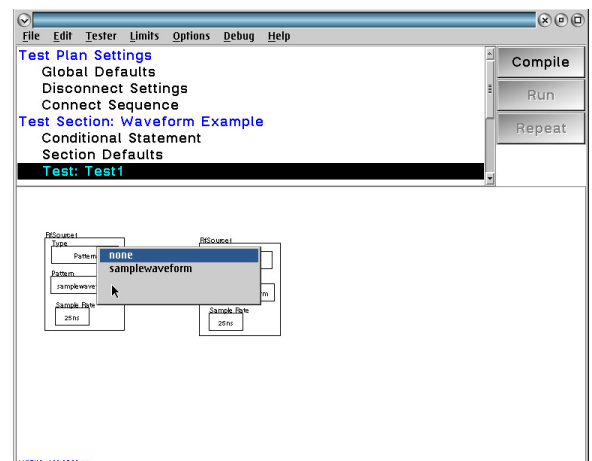 File Edit Tester Limits Options Debug Help
Test Plan Settings
Global Defaults
Disconnect Settings
Connect Sequence
Test Section: Waveform Example
Conditional Statement
Section Defaults
Test: Test1
Compile
Run
Repeat
RfSource1
Type
Pattern
Pattern
samplewave
Sample Rate
25ns
none
samplewaveform
RfSource1
Sample Rate
25ns